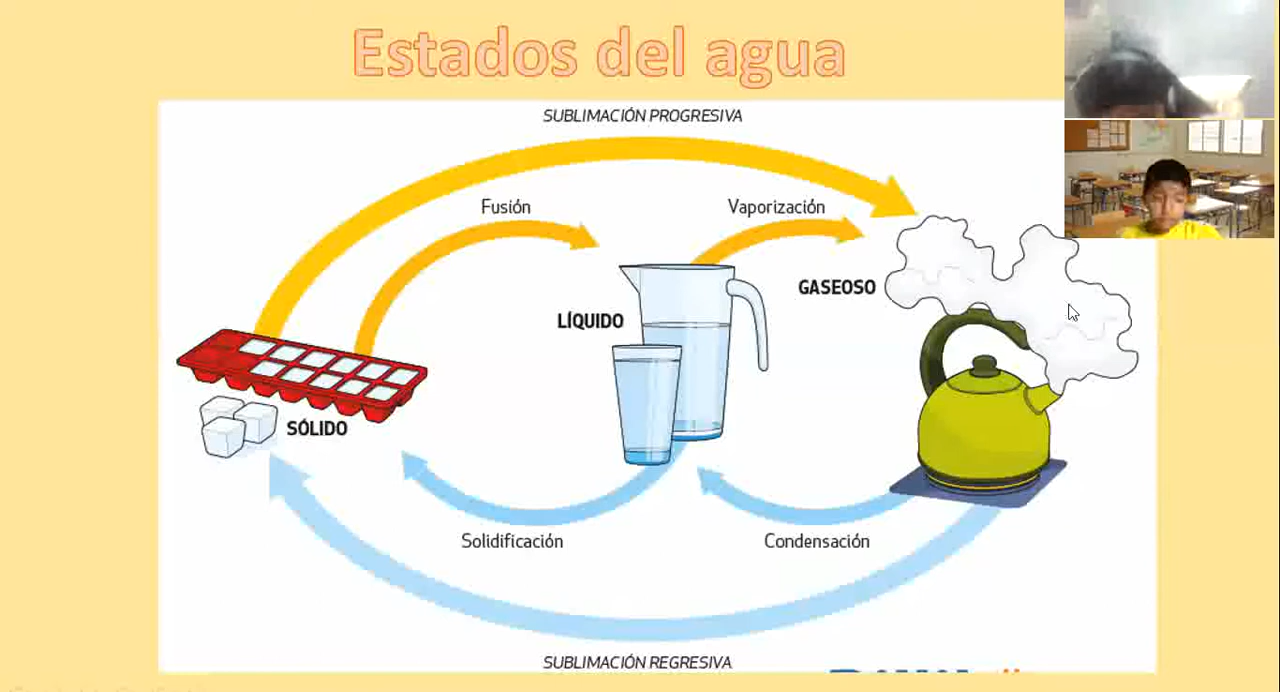 Estados del agua
SUBLIMACIÓN PROGRESIVA
Fusión
Vaporización
GASEOSO
LÍQUIDO
SÓLIDO
Solidificación
Condensación
SUBLIMACIÓN REGRESIVA